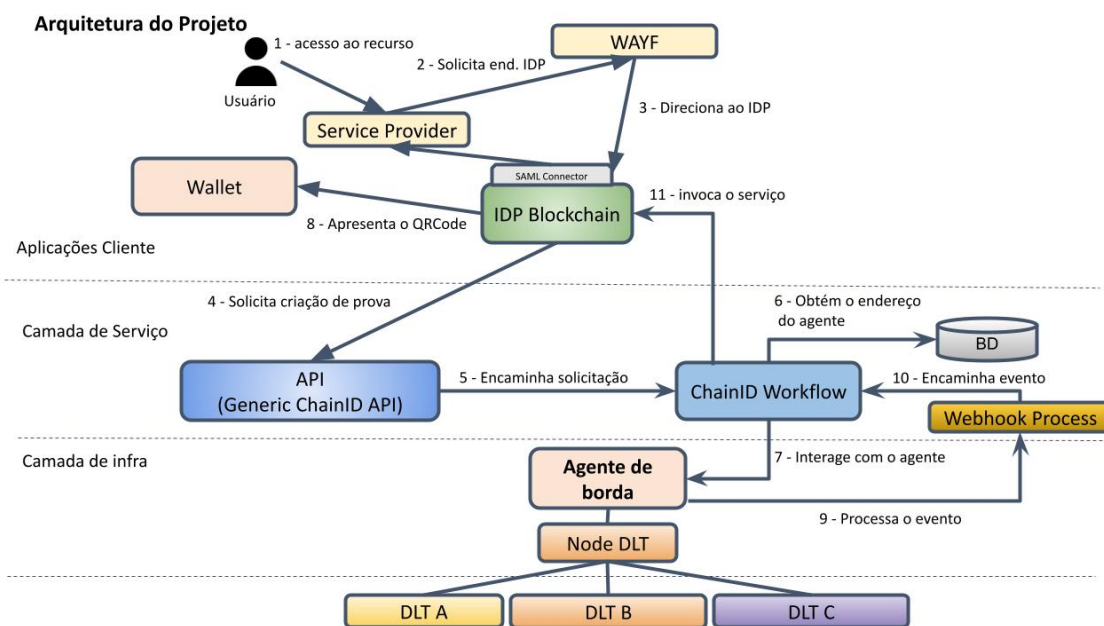 Arquitetura do Projeto
1 - acesso ao recurso
WAYF
2 - Solicita end. IDP
Usuário
3 - Direciona ao IDP
Service Provider
SAML Connector
Wallet
11 - invoca o serviço
IDP Blockchain
8 - Apresenta o QRCode
Aplicações Cliente
4 - Solicita criação de prova
6 - Obtém o endereço
do agente
Camada de Serviço
BD
API
(Generic ChainID API)
5 - Encaminha solicitação
ChainID Workflow
10 - Encaminha evento
Webhook Process
Camada de infra
7 - Interage com o agente
Agente de
borda
9 - Processa o evento
Node DLT
DLT A
DLT B
DLT C